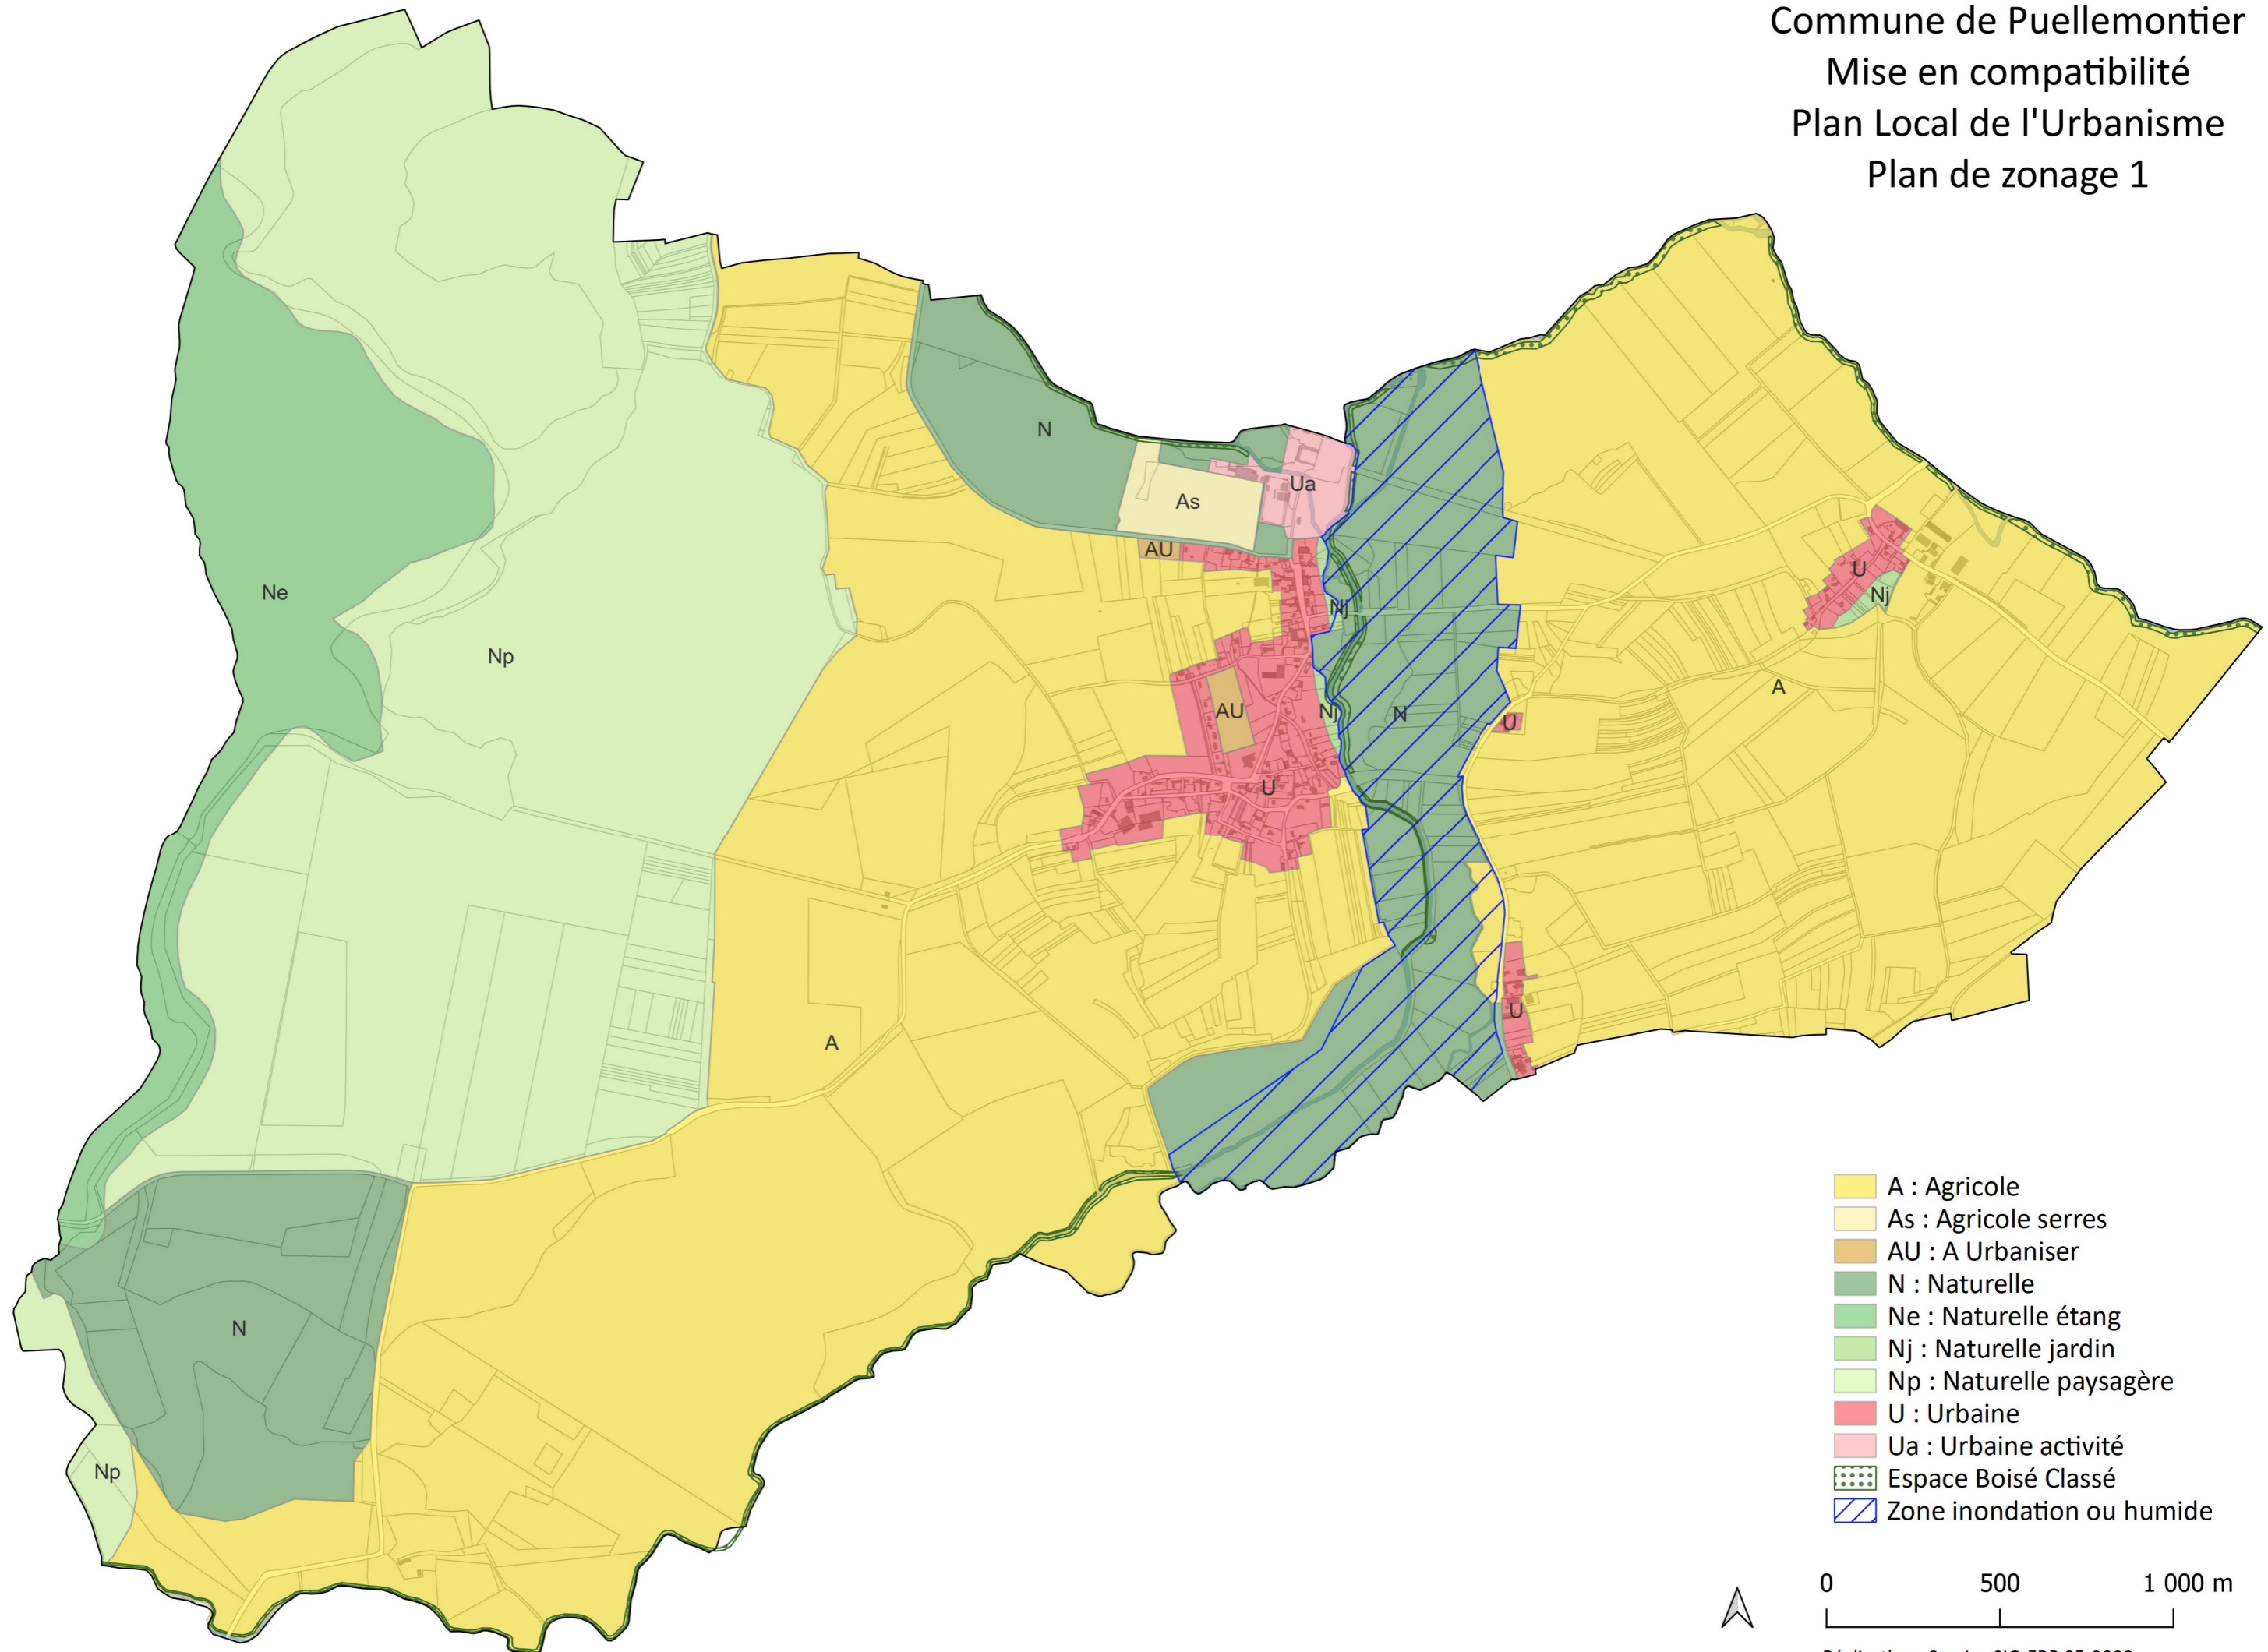 Commune de Puellemontier
Mise en compatibilité
Plan Local de l'Urbanisme
Plan de zonage 1
N
Ua
As
AU
U
Nj
Ne
Nj
Np
A
AU
Nj
N
U
U
U
A
N
Np
A : Agricole
As : Agricole serres
AU : A Urbaniser
N : Naturelle
Ne : Naturelle étang
Nj : Naturelle jardin
Np : Naturelle paysagère
U : Urbaine
Ua : Urbaine activité
Espace Boisé Classé
Zone inondation ou humide
0 500 1 000 m